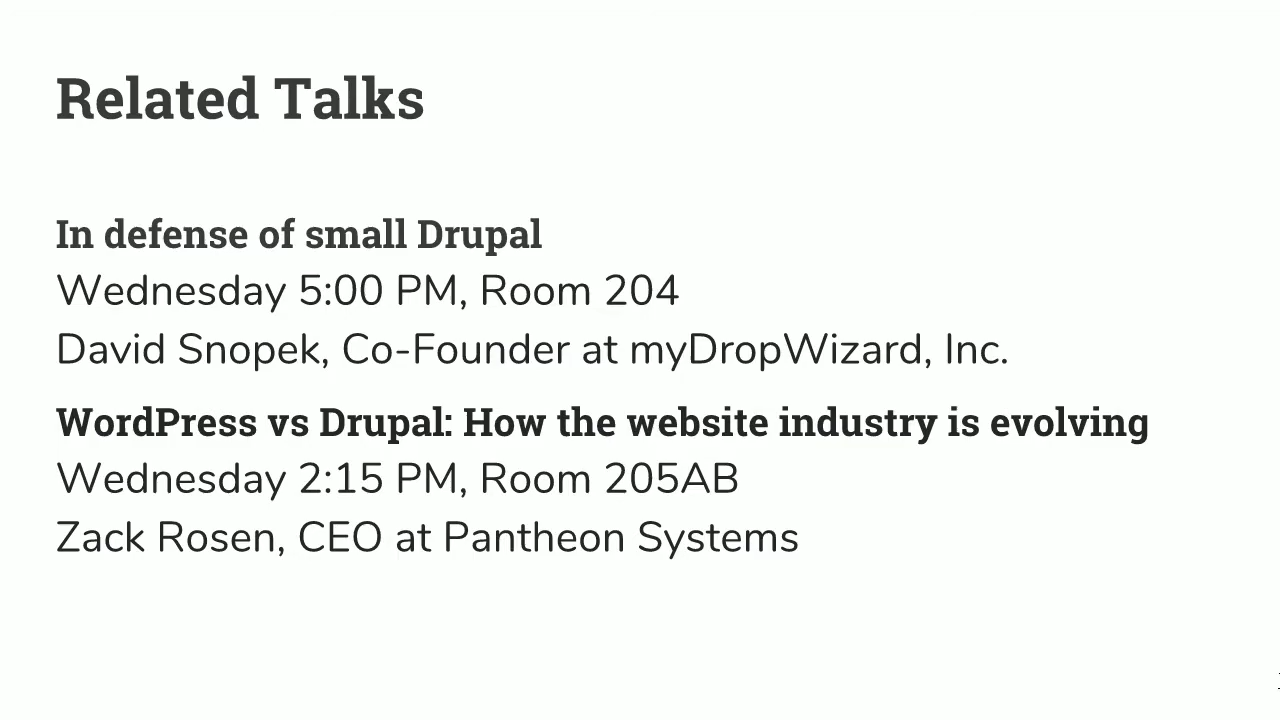 Related Talks
In defense of small Drupal
Wednesday 5:00 PM, Room 204
David Snopek, Co-Founder at myDropWizard, Inc.
WordPress vs Drupal: How the website industry is evolving
Wednesday 2:15 PM, Room 205AB
Zack Rosen, CEO at Pantheon Systems